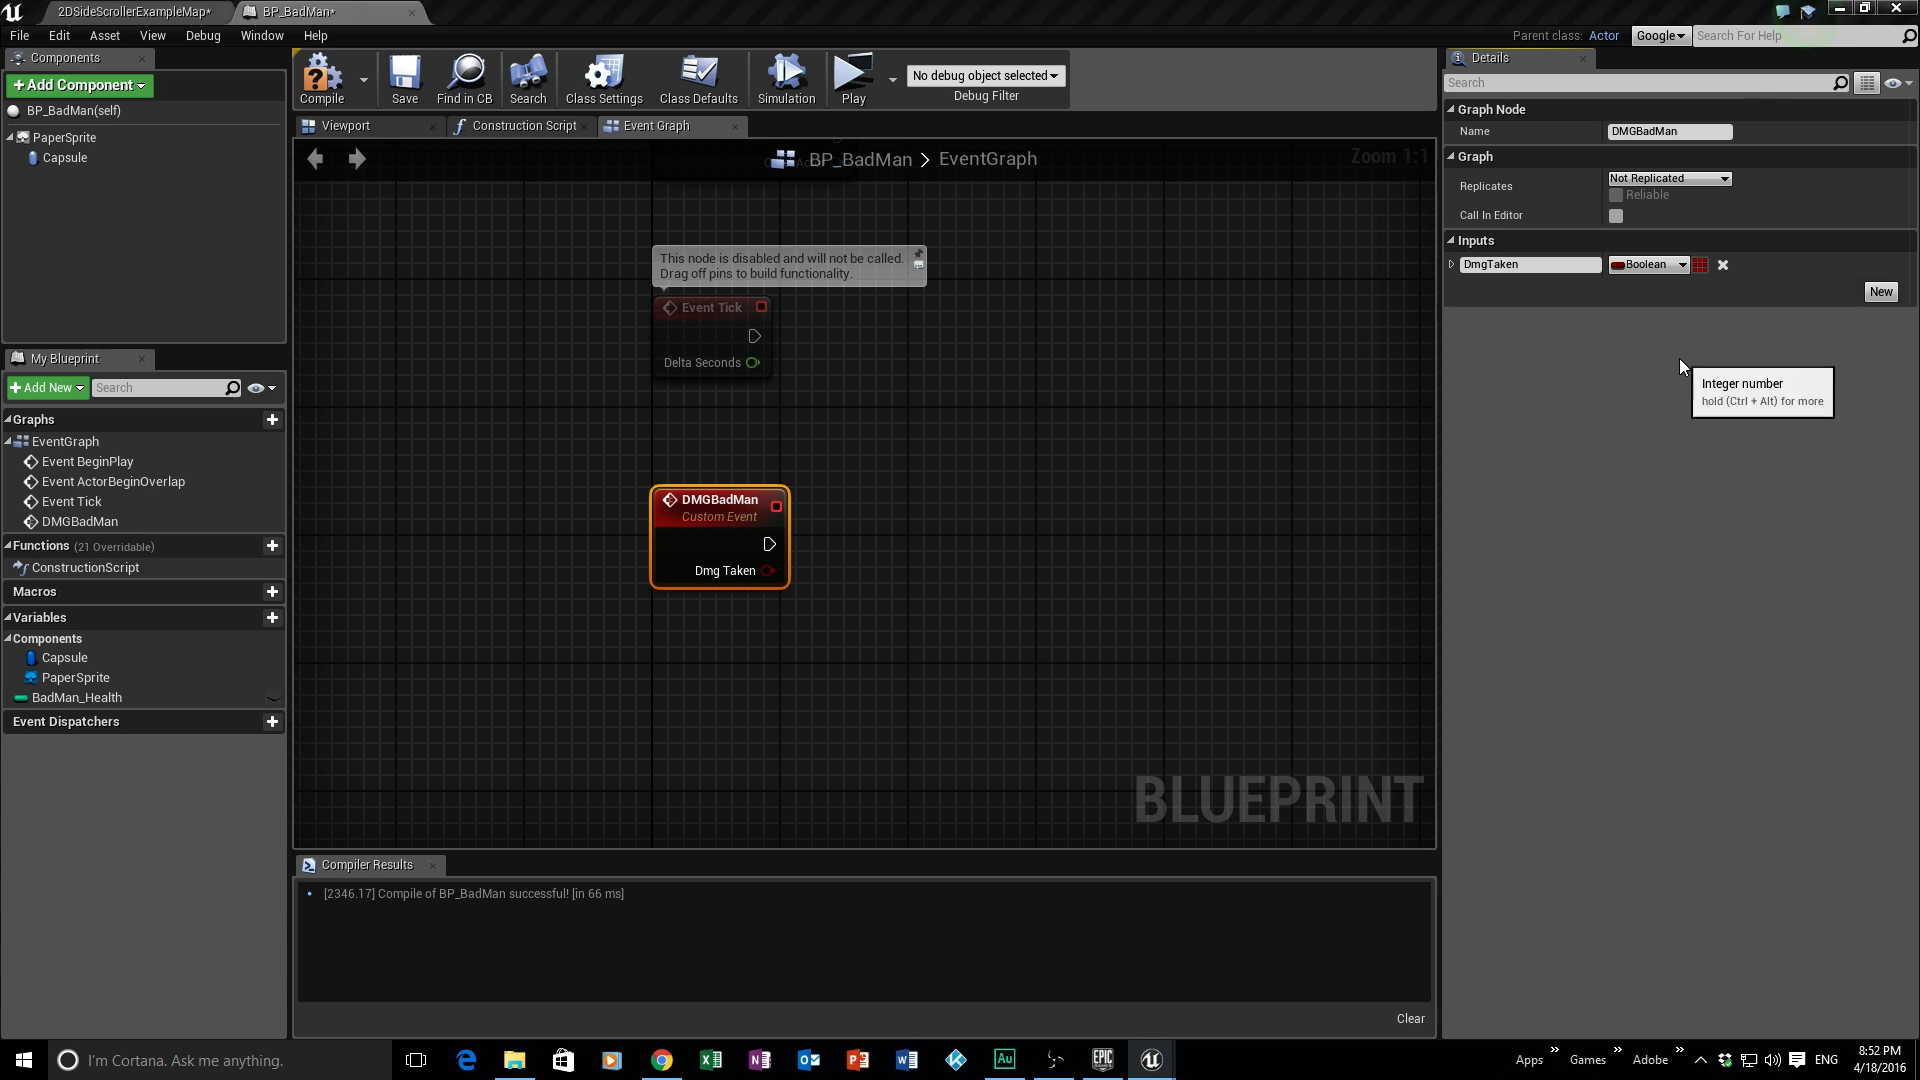 2DSideScrollerExampleMap*
BP_BadMan*
File Edit Asset View Debug Window Help
Parent class: Actor Google Search For Help
Components
+Add Component
BP_BadMan(self)
PaperSprite
Capsule
Compile Save Find in CB Search Class Settings Class Defaults Simulation Play
No debug object selected
Debug Filter
Viewport Construction Script Event Graph
BP_BadMan > EventGraph
Zoom 1:1
This node is disabled and will not be called.
Drag off pins to build functionality.
Event Tick
Delta Seconds
DMGBadMan
Custom Event
Dmg Taken
BLUEPRINT
My Blueprint
+Add New Search
Graphs
EventGraph
Event BeginPlay
Event ActorBeginOverlap
Event Tick
DMGBadMan
Functions (21 Overridable)
ConstructionScript
Macros
Variables
Components
Capsule
PaperSprite
BadMan_Health
Event Dispatchers
Compiler Results
[2346.17] Compile of BP_BadMan successful! [in 66 ms]
Clear
Details
Search
Graph Node
Name DMGBadMan
Graph
Replicates Not Replicated
Reliable
Call In Editor
Inputs
DmgTaken Boolean
New
Integer number
hold (Ctrl + Alt) for more
I'm Cortana. Ask me anything.
Apps » Games » Adobe » ENG
8:52 PM
4/18/2016